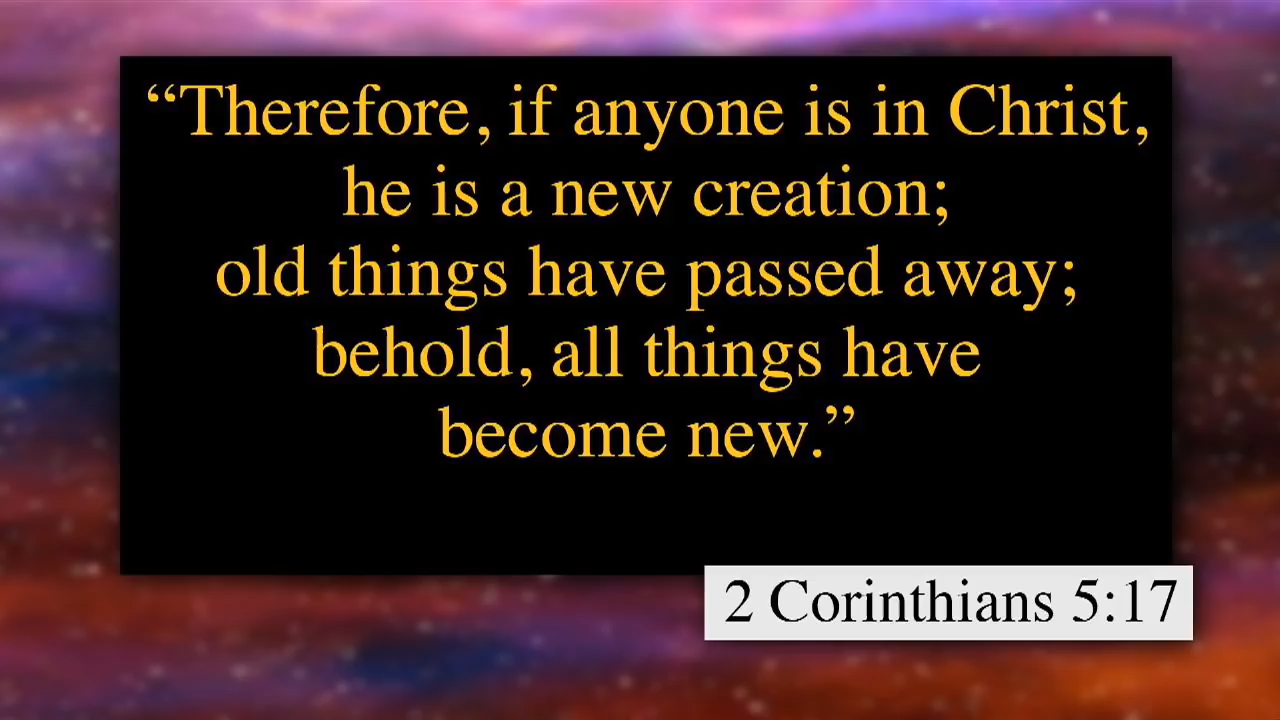 “Therefore, if anyone is in Christ,
he is a new creation;
old things have passed away;
behold, all things have
become new.”
2 Corinthians 5:17